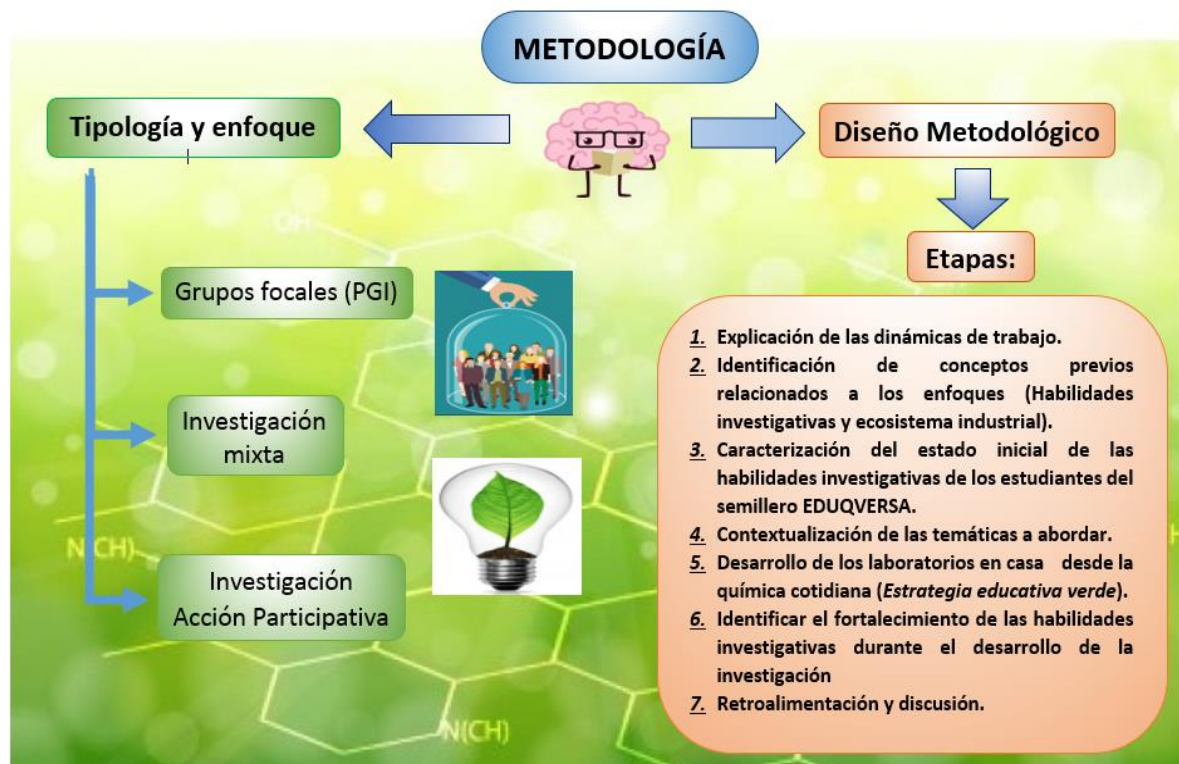 METODOLOGÍA
Tipología y enfoque
Diseño Metodológico
Etapas:
Grupos focales (PGI)
Investigación
mixta
Investigación
Acción Participativa
1. Explicación de las dinámicas de trabajo.
2. Identificación de conceptos previos
relacionados a los enfoques (Habilidades
investigativas y ecosistema industrial).
3. Caracterización del estado inicial de las
habilidades investigativas de los estudiantes del
semillero EDUQVERSA.
4. Contextualización de las temáticas a abordar.
5. Desarrollo de los laboratorios en casa desde la
química cotidiana (Estrategia educativa verde).
6. Identificar el fortalecimiento de las habilidades
investigativas durante el desarrollo de la
investigación
7. Retroalimentación y discusión.
OH
N(CH)
N(CH)